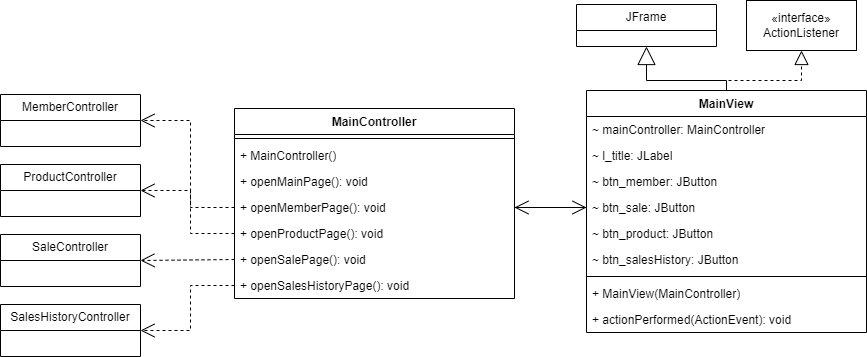 JFrame
«interface»
ActionListener
MemberController
ProductController
SaleController
SalesHistoryController
MainController
+ MainController()
+ openMainPage(): void
+ openMemberPage(): void
+ openProductPage(): void
+ openSalePage(): void
+ openSalesHistoryPage(): void
MainView
~ mainController: MainController
~ l_title: JLabel
~ btn_member: JButton
~ btn_sale: JButton
~ btn_product: JButton
~ btn_salesHistory: JButton
+ MainView(MainController)
+ actionPerformed(ActionEvent): void